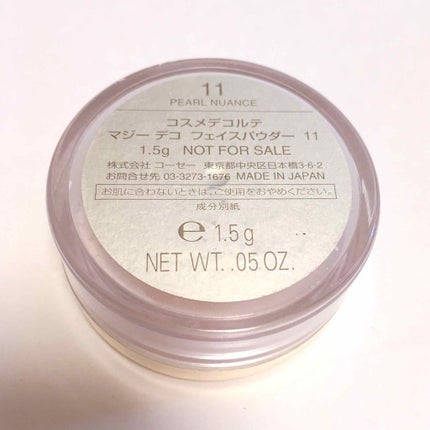 11
PEARL NUANCE
コスメデコルテ
マジー デコ フェイスパウダー 11
1.5g NOT FOR SALE
株式会社 コーセー 東京都中央区日本橋3-6-2
お問合せ先 03-3273-1676 MADE IN JAPAN
お肌に合わないときは、ご使用をおやめください。
成分別紙
℮ 1.5g
NET WT. .05 OZ.